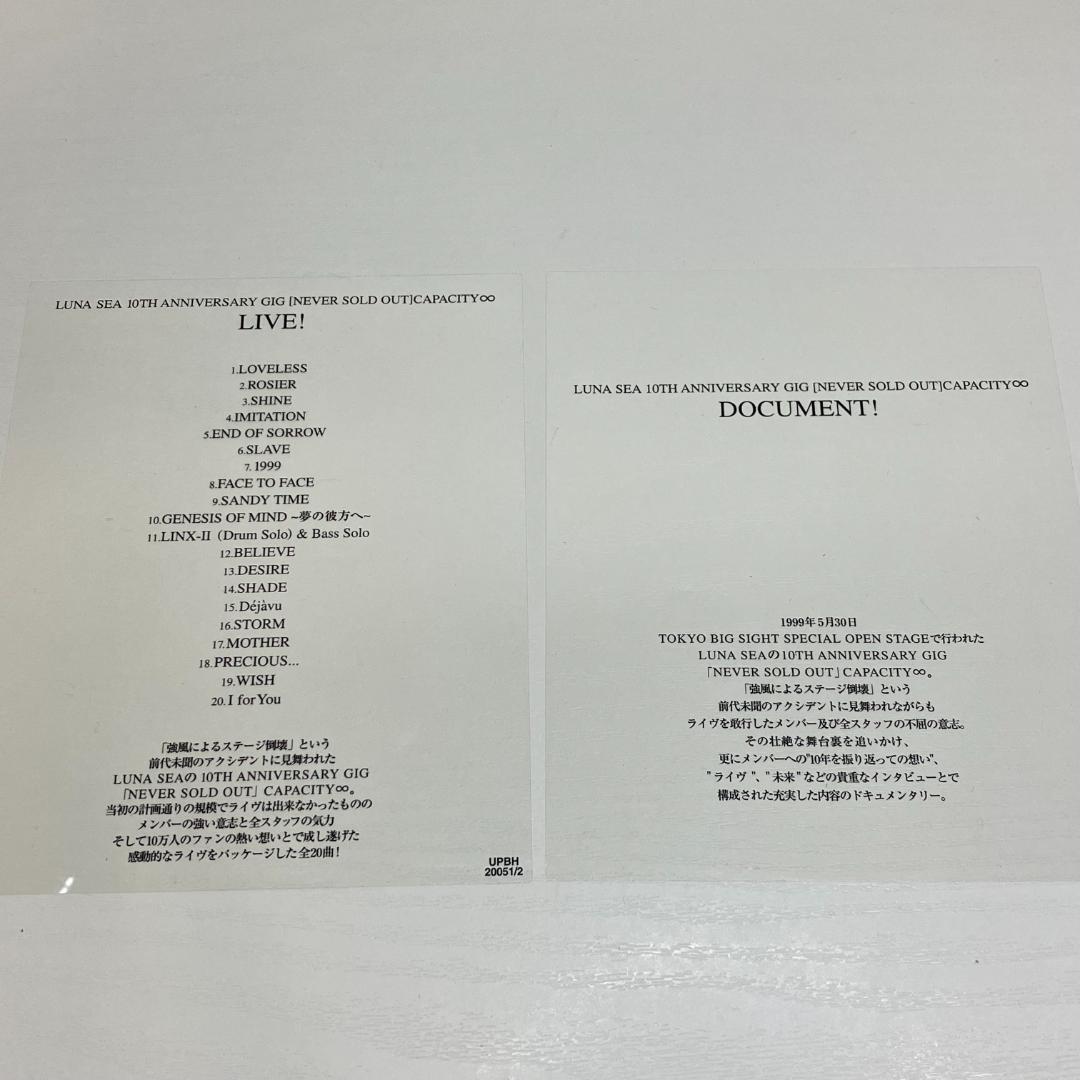 LUNA SEA 10TH ANNIVERSARY GIG [NEVER SOLD OUT]CAPACITY∞
LIVE!
1.LOVELESS
2.ROSIER
3.SHINE
4.IMITATION
5.END OF SORROW
6.SLAVE
7.1999
8.FACE TO FACE
9.SANDY TIME
10.GENESIS OF MIND ~夢の彼方へ~
11.LINX-II (Drum Solo) & Bass Solo
12.BELIEVE
13.DESIRE
14.SHADE
15.Déjàvu
16.STORM
17.MOTHER
18.PRECIOUS...
19.WISH
20.I for You
「強風によるステージ倒壊」という
前代未聞のアクシデントに見舞われた
LUNA SEAの10TH ANNIVERSARY GIG
「NEVER SOLD OUT」CAPACITY∞。
当初の計画通りの規模でライヴは出来なかったものの
メンバーの強い意志と全スタッフの気力
そして10万人のファンの熱い想いとで成し遂げた
感動的なライヴをパッケージした全20曲!
UPBH
20051/2
LUNA SEA 10TH ANNIVERSARY GIG [NEVER SOLD OUT]CAPACITY∞
DOCUMENT!
1999年5月30日
TOKYO BIG SIGHT SPECIAL OPEN STAGEで行われた
LUNA SEAの10TH ANNIVERSARY GIG
「NEVER SOLD OUT」CAPACITY∞。
「強風によるステージ倒壊」という
前代未聞のアクシデントに見舞われながらも
ライヴを敢行したメンバー及び全スタッフの不屈の意志。
その壮絶な舞台裏を追いかけ、
更にメンバーへの"10年を振り返っての想い"、
"ライヴ"、"未来"などの貴重なインタビューとで
構成された充実した内容のドキュメンタリー。